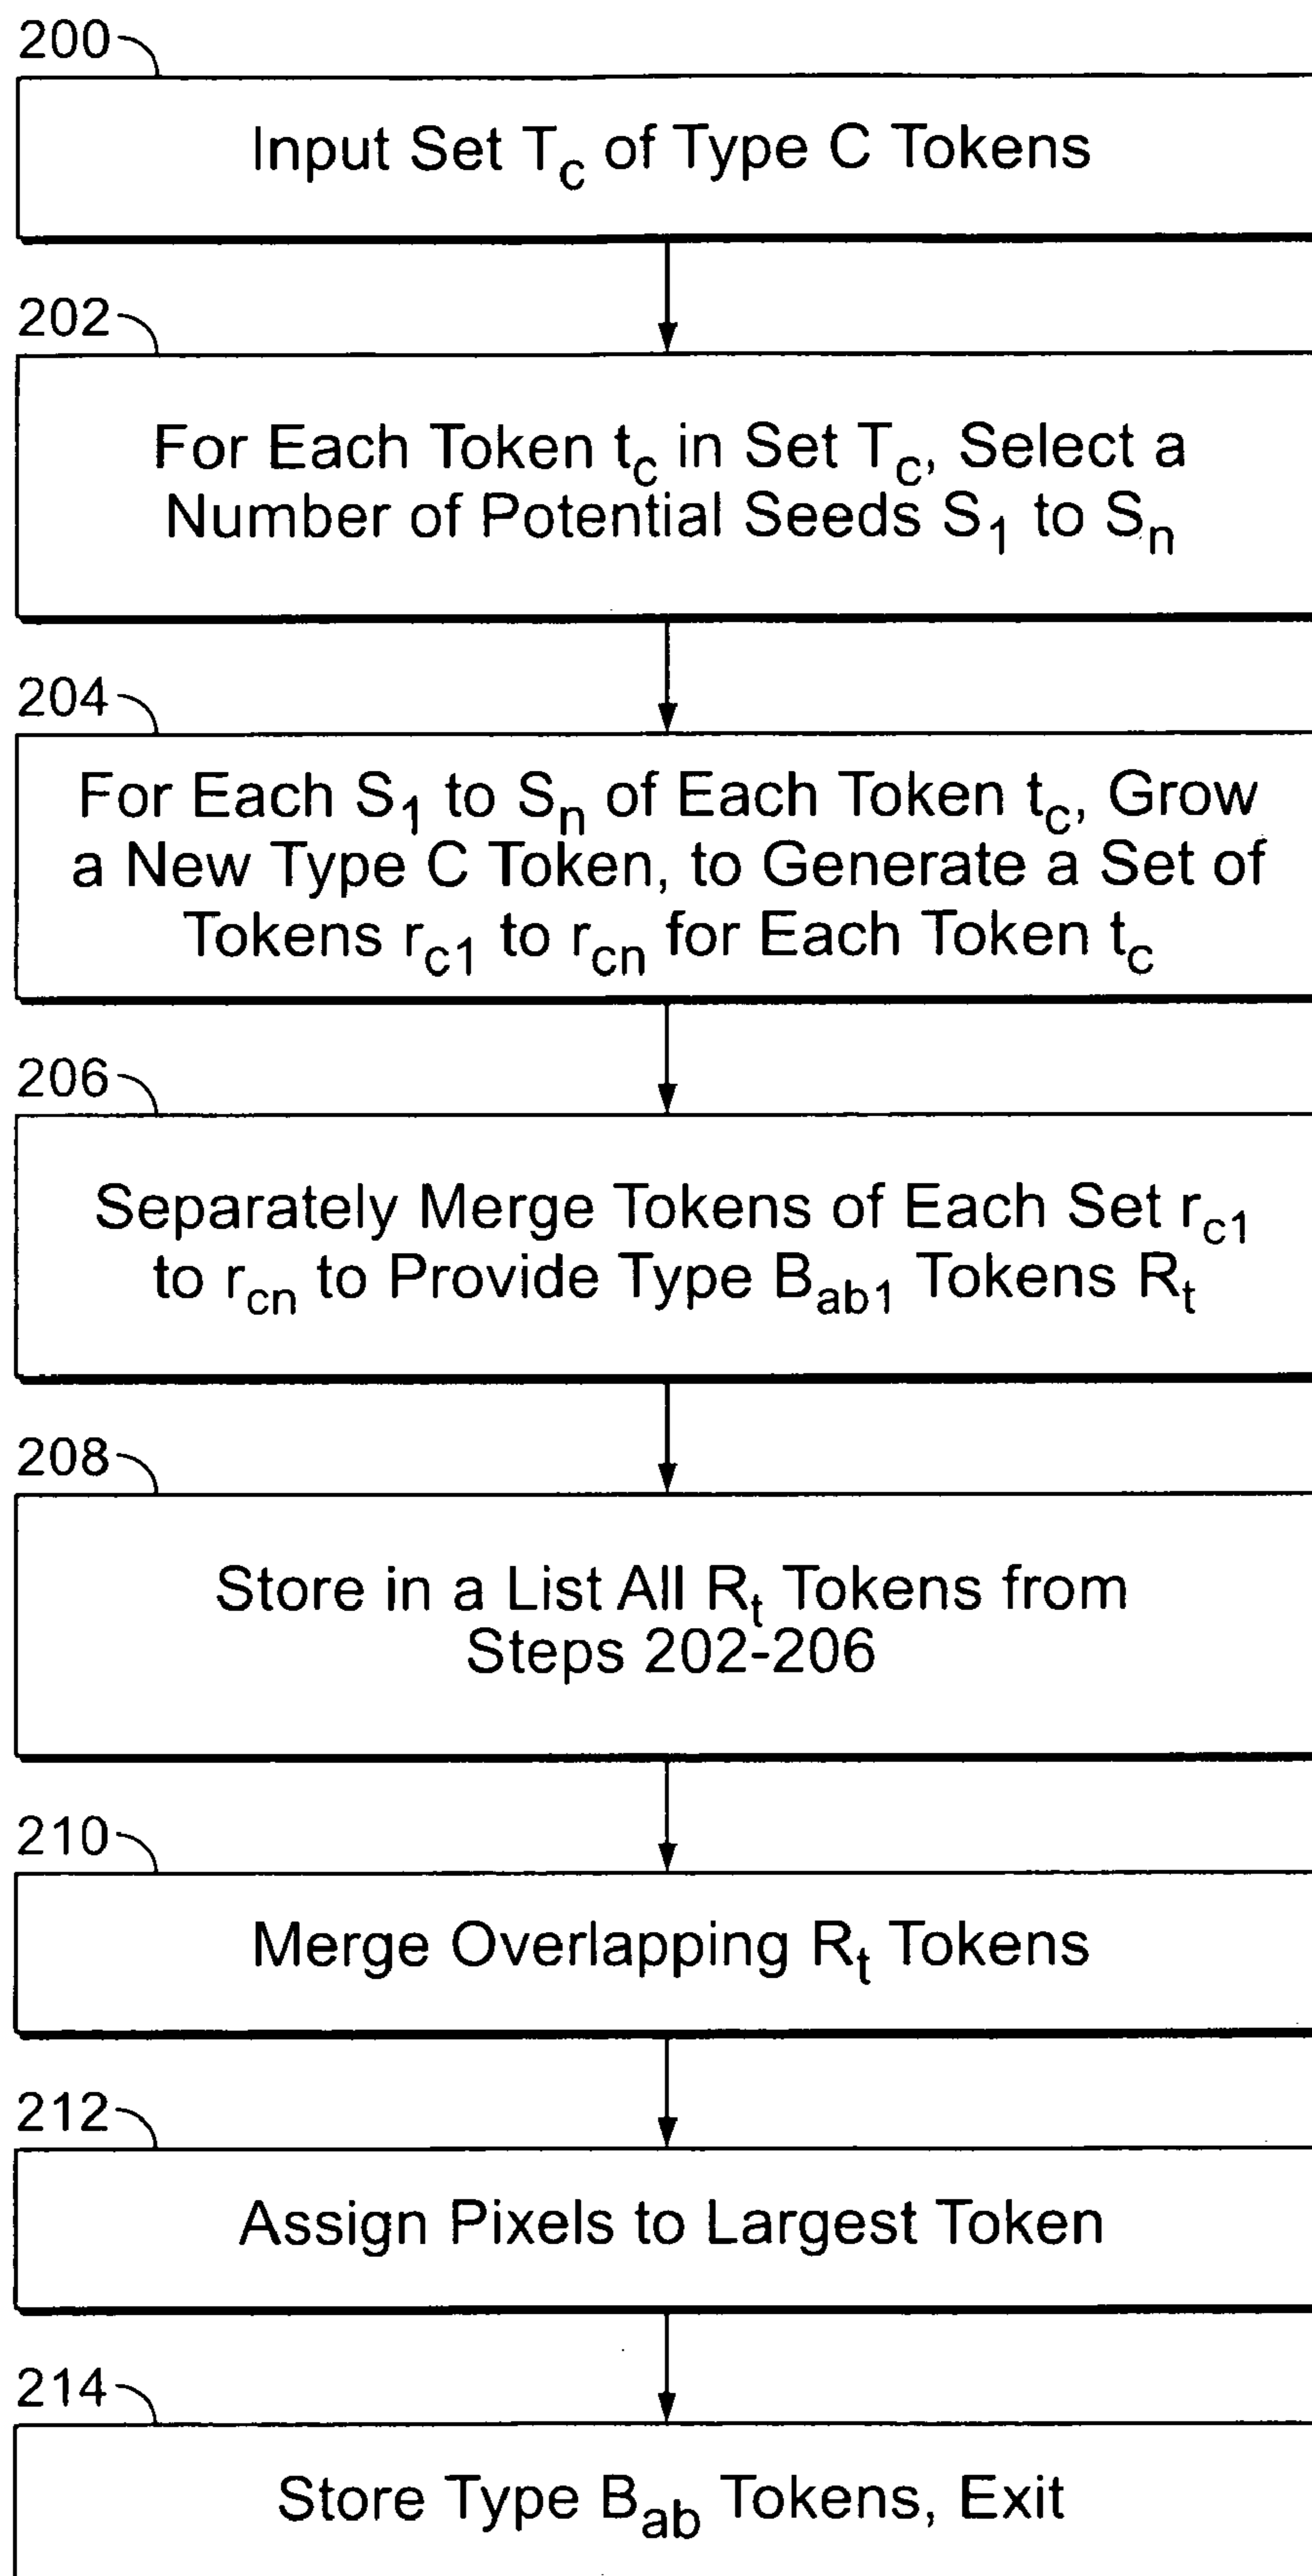 200
Input Set Tc of Type C Tokens
202
For Each Token tc in Set Tc, Select a
Number of Potential Seeds S1 to Sn
204
For Each S1 to Sn of Each Token tc, Grow
a New Type C Token, to Generate a Set of
Tokens rc1 to rcn for Each Token tc
206
Separately Merge Tokens of Each Set rc1
to rcn to Provide Type Bab1 Tokens Rt
208
Store in a List All Rt Tokens from
Steps 202-206
210
Merge Overlapping Rt Tokens
212
Assign Pixels to Largest Token
214
Store Type Bab Tokens, Exit